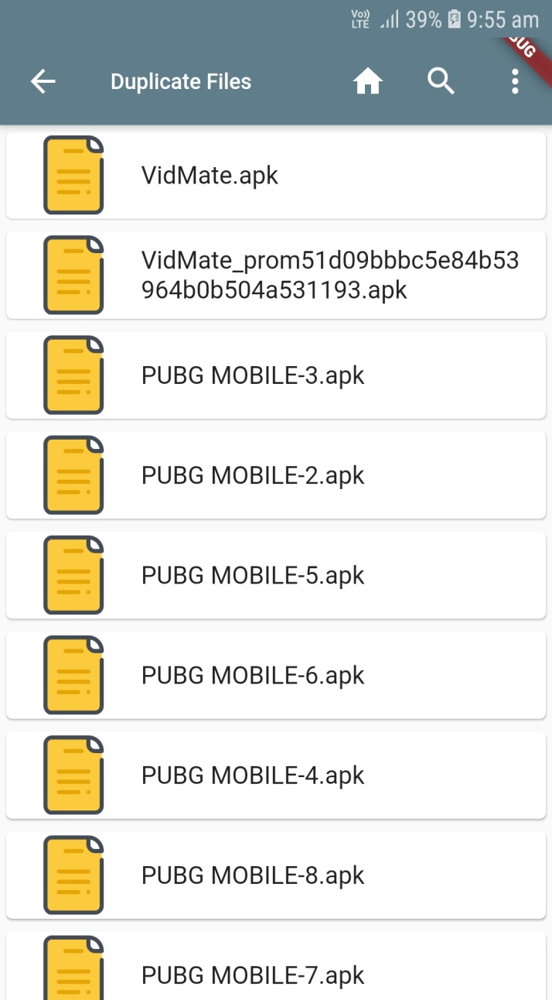 Vo)) LTE 39% 9:55 am
Duplicate Files
VidMate.apk
VidMate_prom51d09bbbc5e84b53
964b0b504a531193.apk
PUBG MOBILE-3.apk
PUBG MOBILE-2.apk
PUBG MOBILE-5.apk
PUBG MOBILE-6.apk
PUBG MOBILE-4.apk
PUBG MOBILE-8.apk
PUBG MOBILE-7.apk